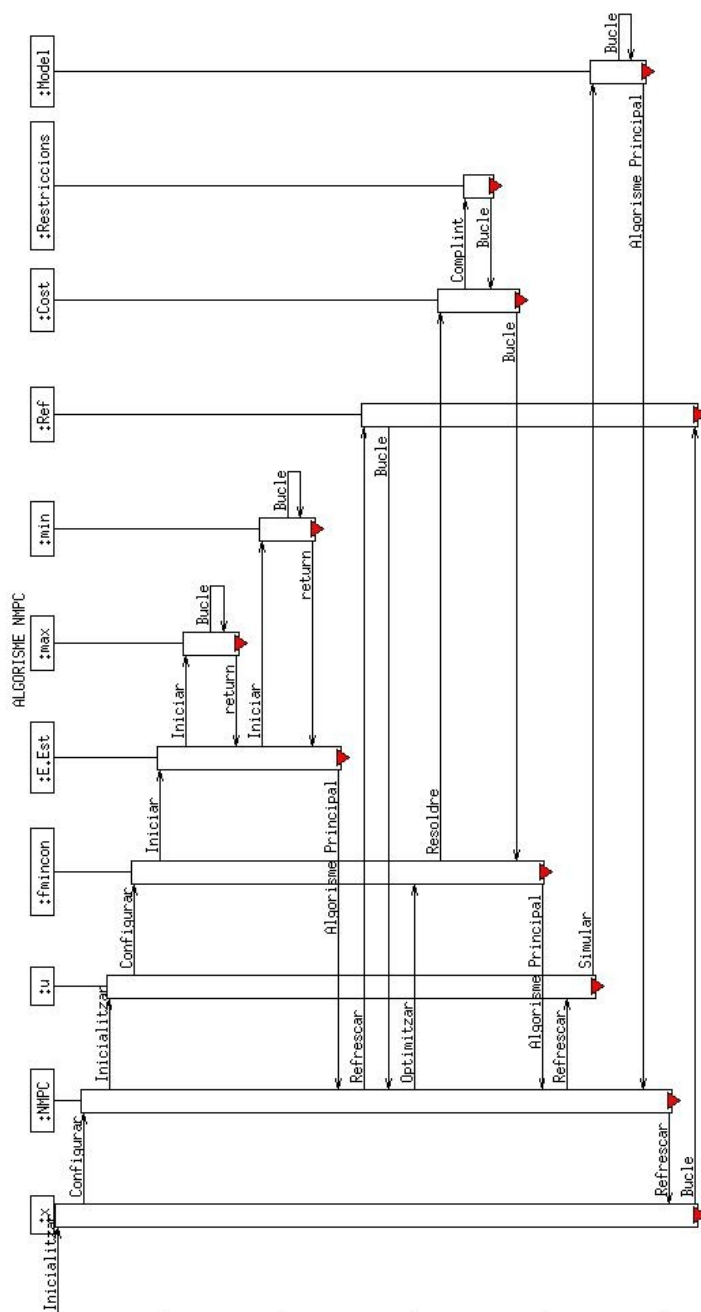 ALGORISME NMPC
:x
:NMPC
:u
:fmincon
:E.Est
:max
:min
:Ref
:Cost
:Restriccions
:Model
Inicialitzar
Configurar
Inicialitzar
Configurar
Iniciar
Iniciar
Bucle
return
Iniciar
Bucle
return
Algorisme Principal
Refrescar
Bucle
Optimitzar
Resoldre
Complint
Bucle
Bucle
Algorisme Principal
Refrescar
Simular
Bucle
Algorisme Principal
Refrescar
Bucle